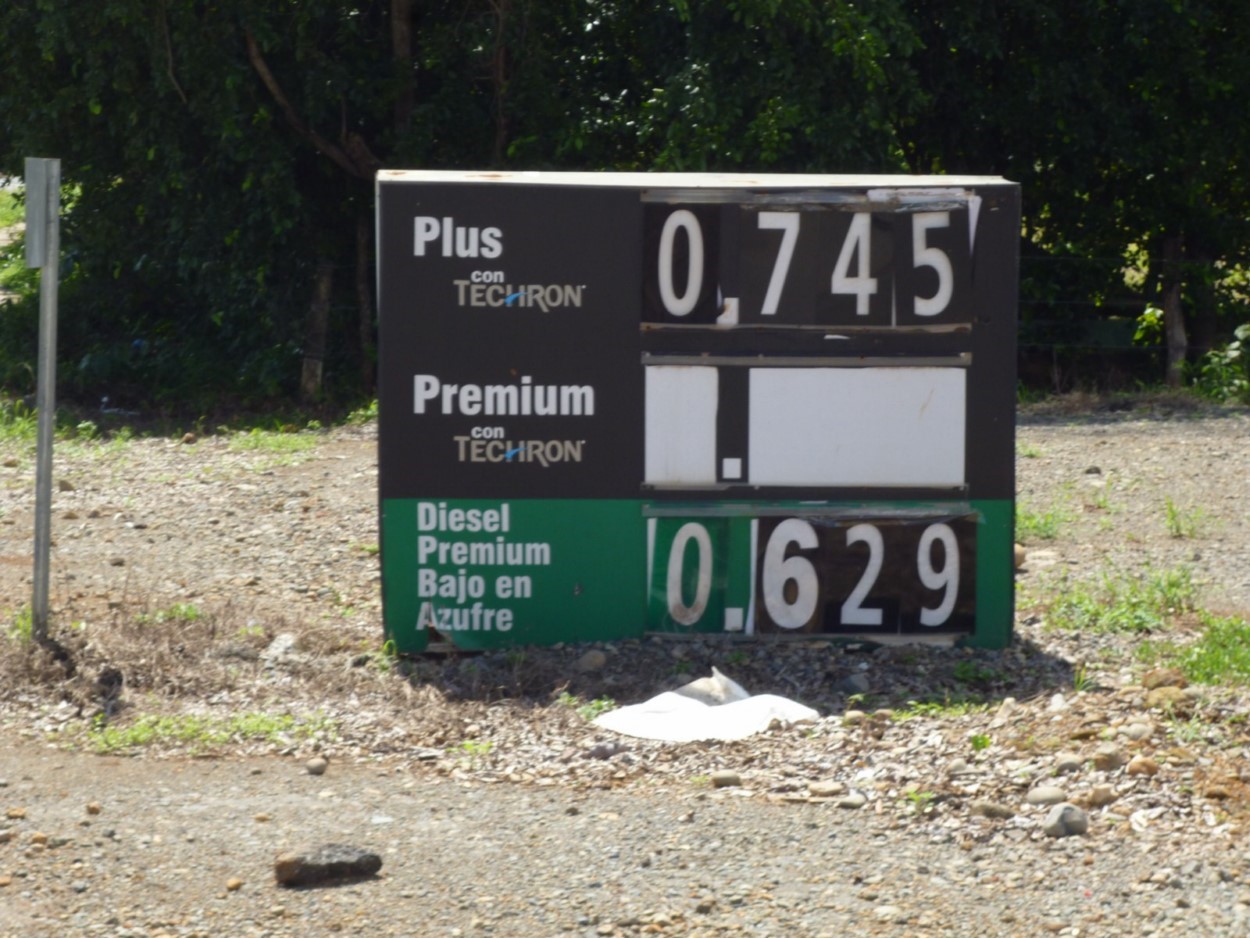 Plus 0.745
con
TECHRON
Premium .
con
TECHRON
Diesel
Premium
Bajo en
Azufre
0.629